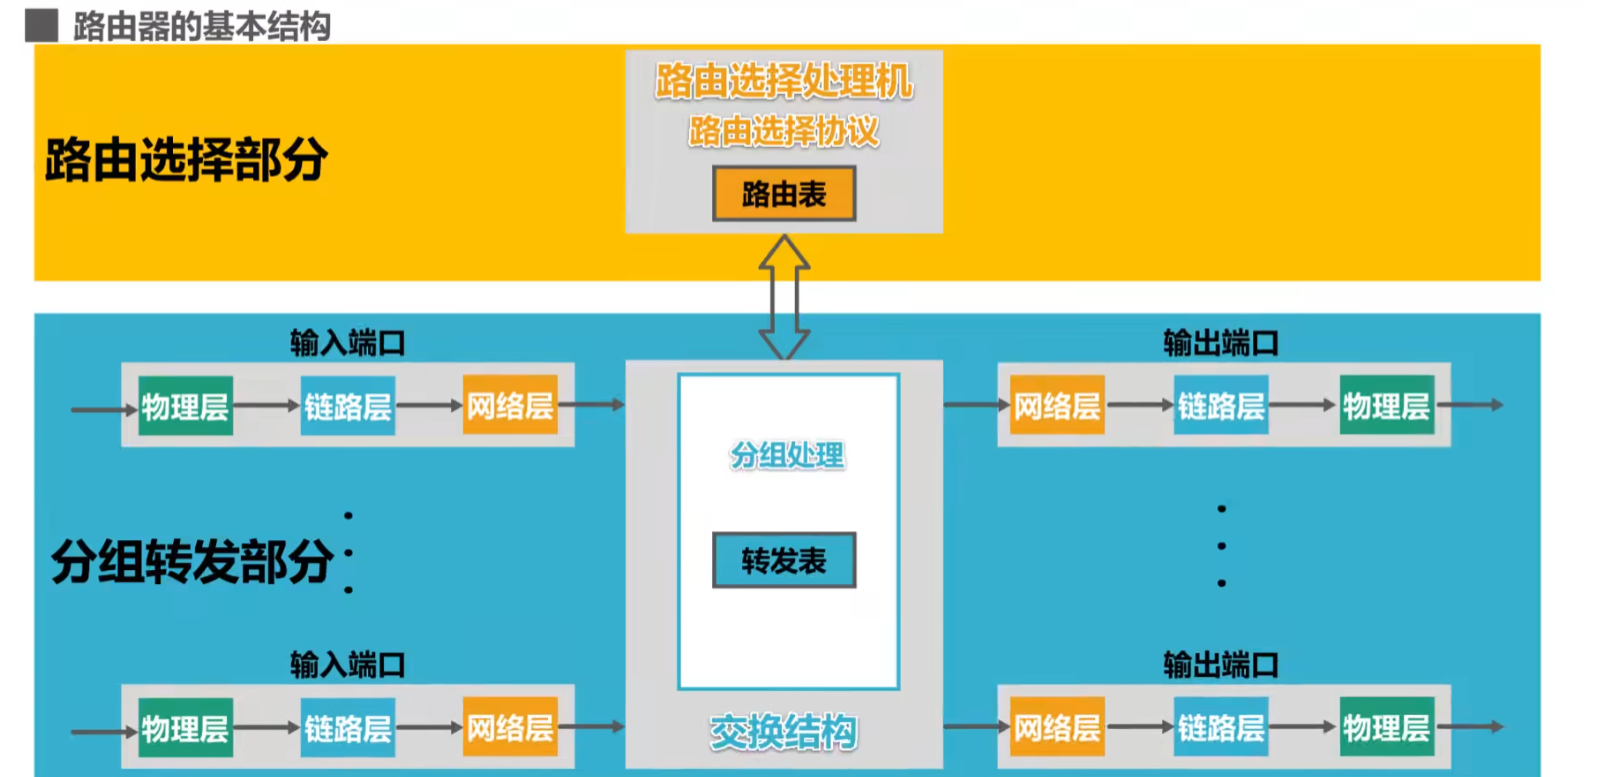 路由器的基本结构
路由选择处理机
路由选择协议
路由选择部分
路由表
输入端口
输出端口
物理层 链路层 网络层
网络层 链路层 物理层
分组处理
分组转发部分
转发表
输入端口
输出端口
物理层 链路层 网络层
交换结构
网络层 链路层 物理层